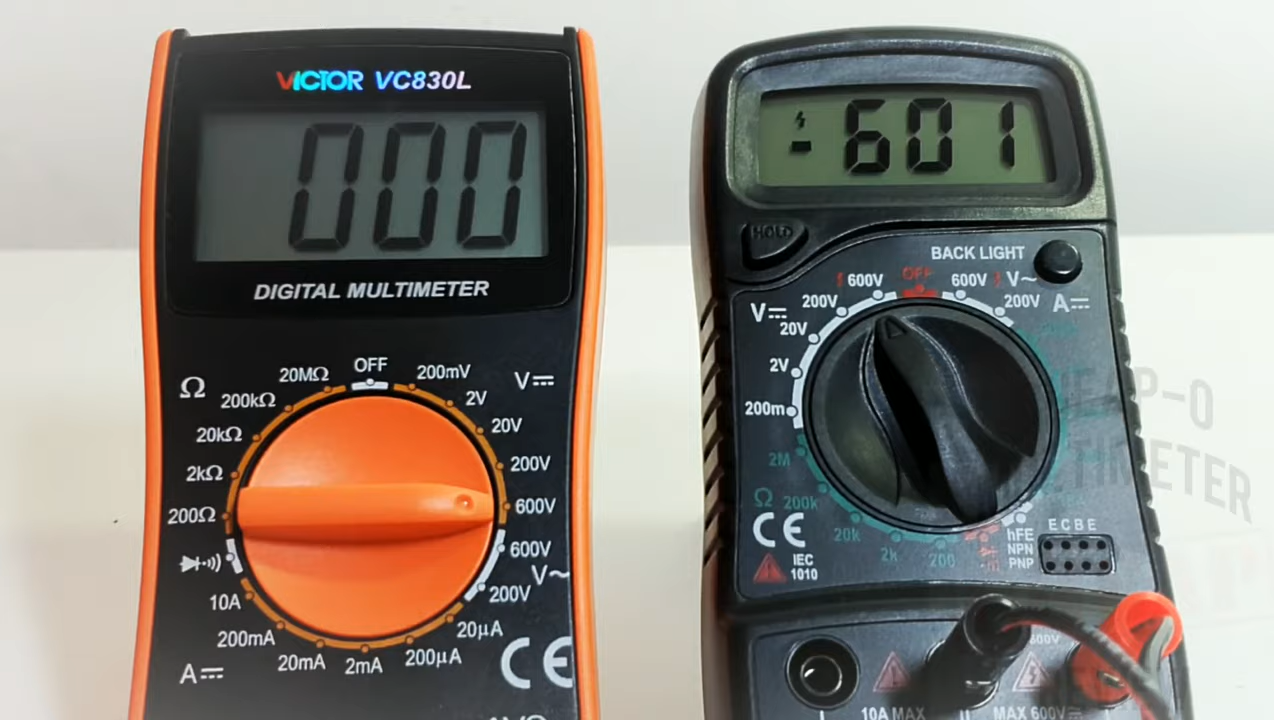 VICTOR VC830L
000
DIGITAL MULTIMETER
OFF
200mV
2V
20V
200V
600V
V
600V
200V
V~
20µA
200µA
2mA
20mA
200mA
10A
A
200Ω
2kΩ
20kΩ
200kΩ
20MΩ
Ω
CE
-601
HOLD
BACK LIGHT
OFF
600V
V~
200V
A
600V
200V
V
20V
2V
200m
2M
Ω
200k
20k
2k
200
CE
IEC
1010
hFE
NPN
PNP
E C B E
10A MAX
MAX 600V
TIMETER